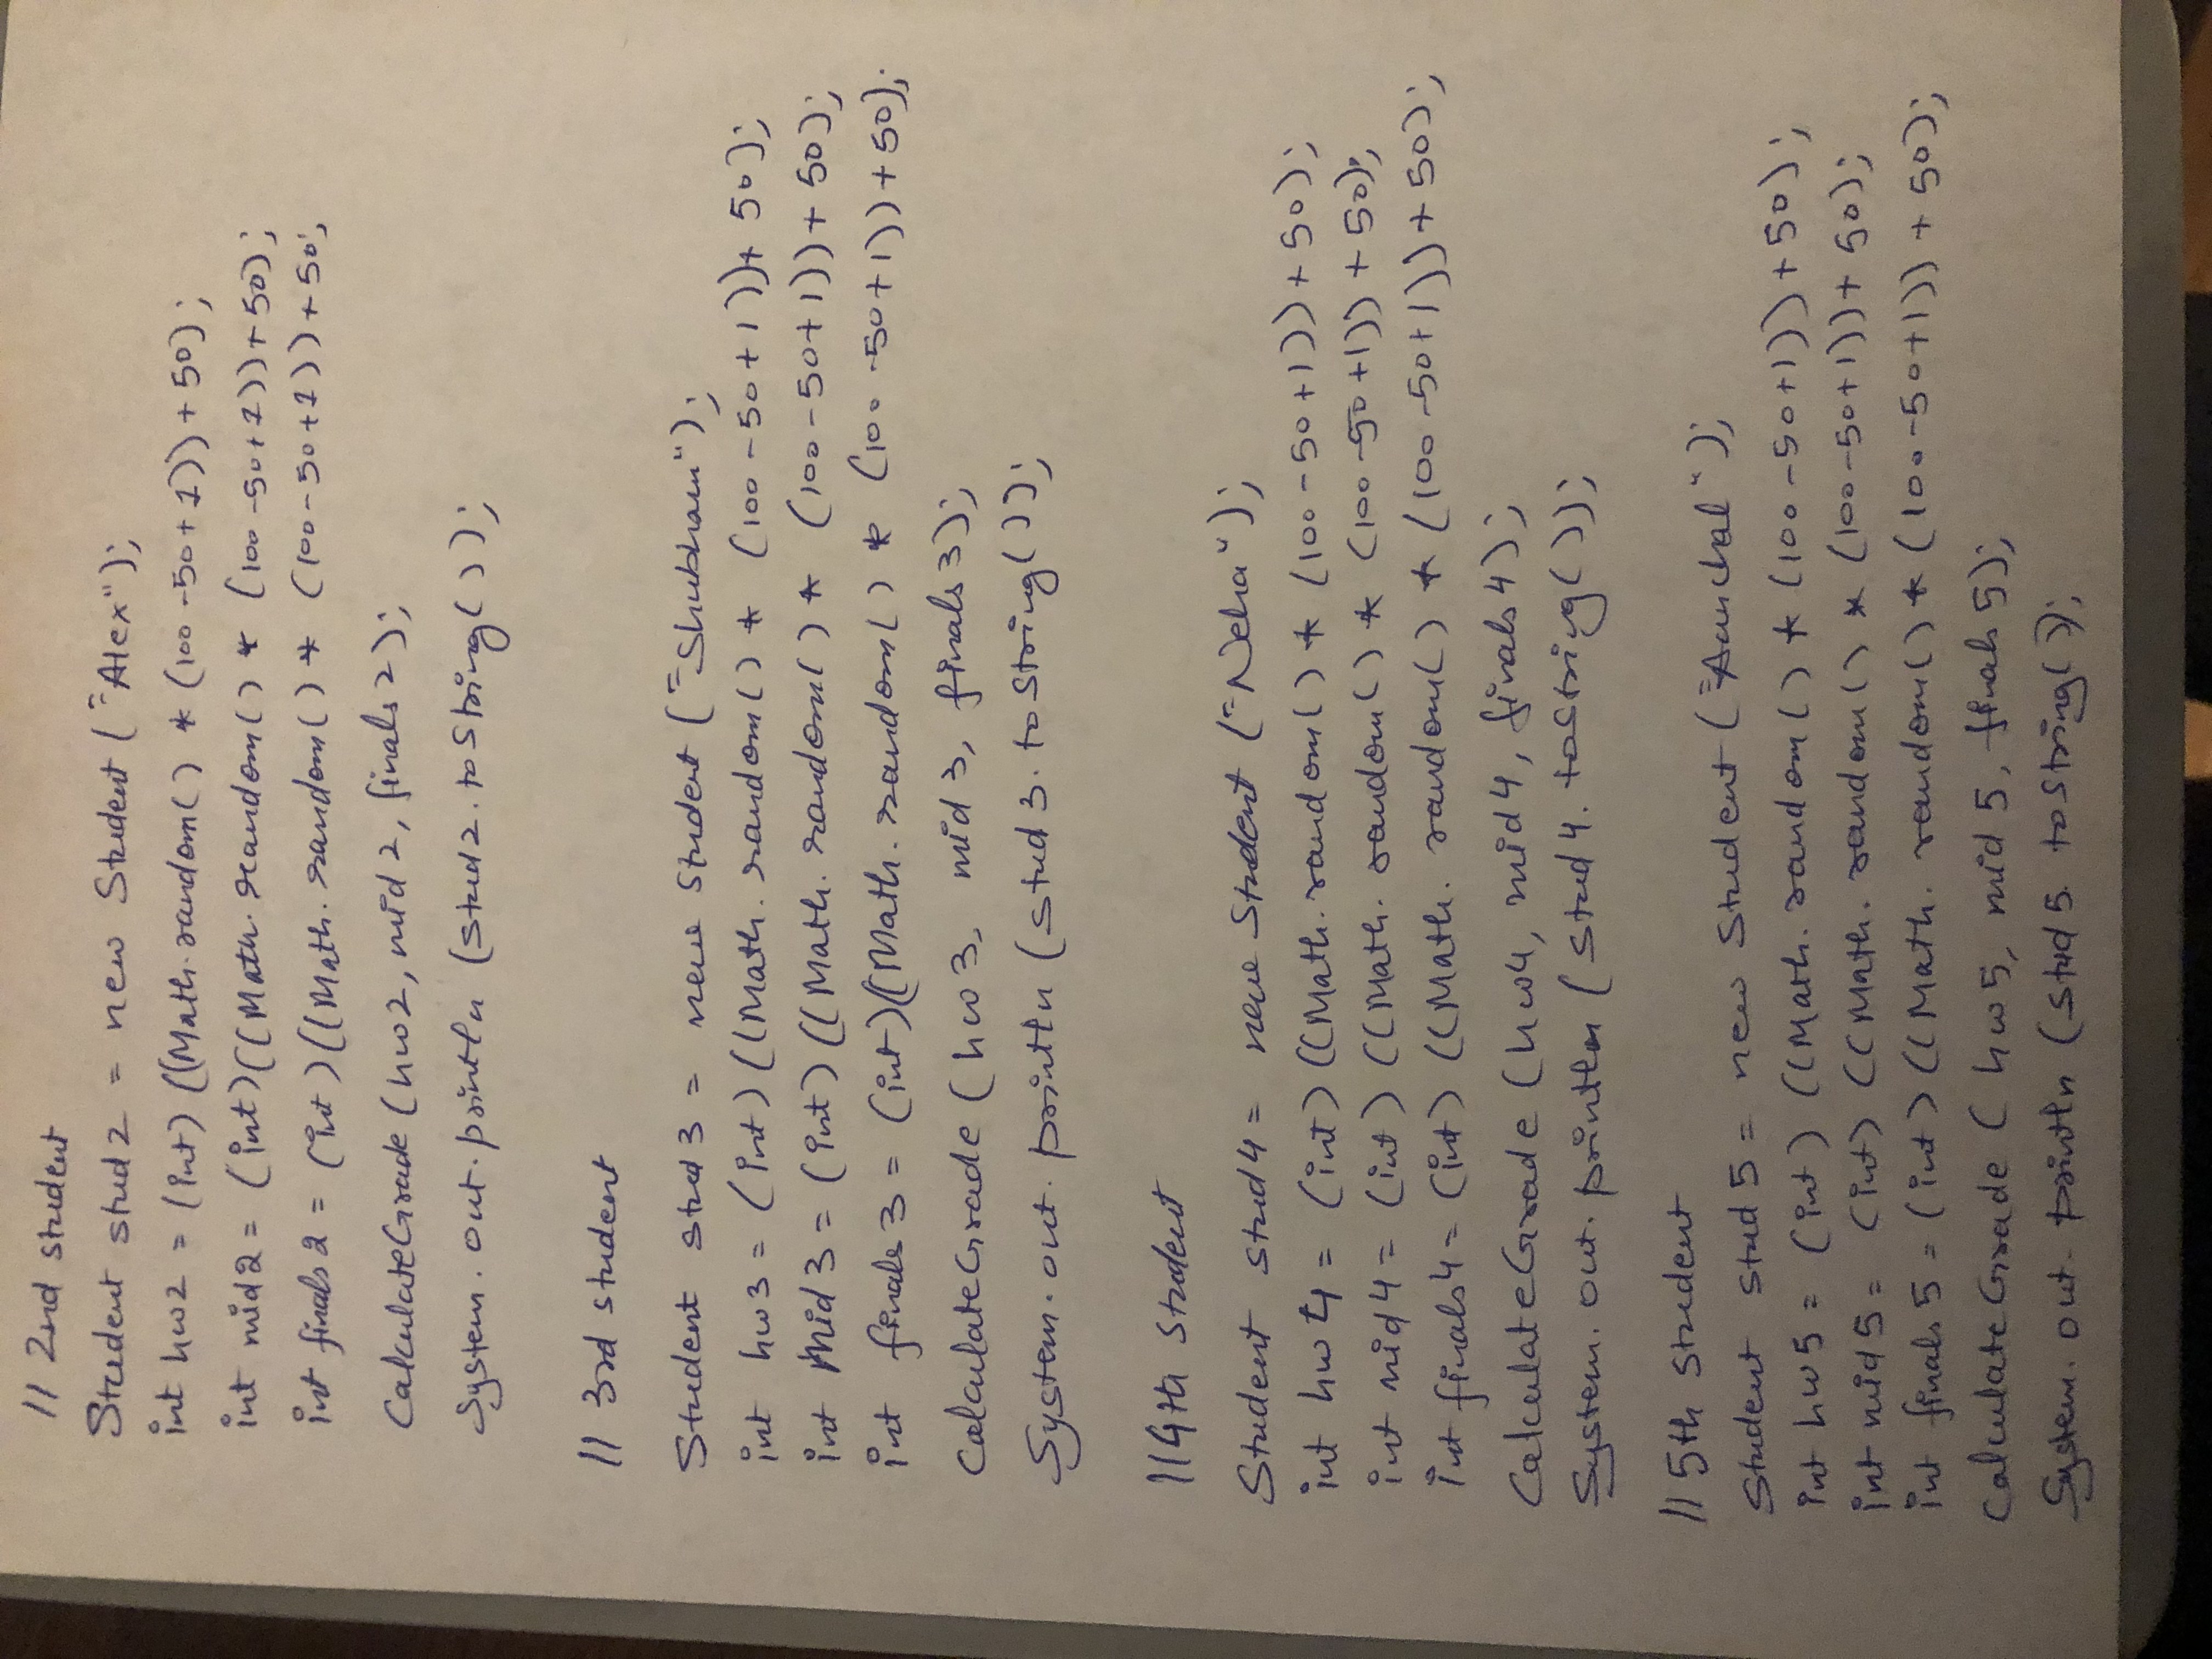 // 2nd student
Student stud2 = new Student ("Alex");
int hw2 = (int) ((Math.random() * (100 -50+1))+50);
int mid2 = (int)((Math.random() * (100 -50+1))+50);
int finals2 = (int)((Math.random() * (100-50+1))+50;
CalculateGrade (hw2, mid2, finals2);
System.out.println (stud2.toString());
// 3rd student
Student stud3 = new Student ("Shubham");
int hw3 = (int) ((Math.random() * (100-50+1))+ 50);
int Mid3 = (int) ((Math.random() * (100-50+1))+50);
int finals3 = (int)((Math.random() * (100-50+1))+50);
CalculateGrade (hw3, mid3, finals3);
System.out.println (stud3.toString());
//4th Student
Student stud4 = new Student ("Neha");
int hw4 = (int) ((Math.random() * (100-50+1))+50);
int mid4 = (int) ((Math.random() * (100-50+1))+50);
int finals4 = (int) ((Math.random() * (100-50+1))+50);
CalculateGrade (hw4, mid4, finals4);
System.out.println (stud4.toString());
// 5th Student
Student stud5 = new Student ("Aanchal");
int hw5 = (int) ((Math.random() * (100-50+1))+50);
int mid5 = (int) ((Math.random() * (100-50+1))+50);
int finals5 = (int) ((Math.random() * (100-50+1))+50);
CalculateGrade (hw5, mid5, finals5);
System.out.println (stud5.toString());